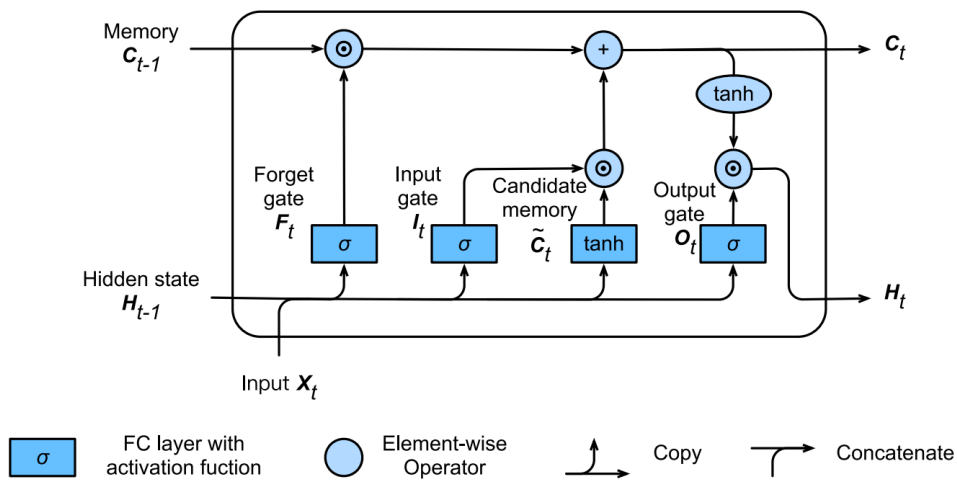 Memory
C_{t-1}
+
C_t
tanh
Forget
gate
F_t
Input
gate
I_t
Candidate
memory
C̃_t
Output
gate
O_t
σ
σ
tanh
σ
Hidden state
H_{t-1}
H_t
Input X_t
σ
FC layer with
activation fuction
Element-wise
Operator
Copy
Concatenate